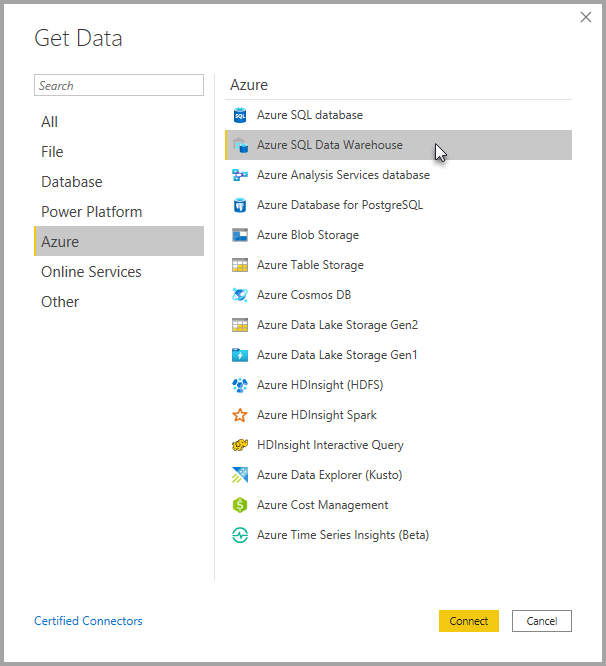 Get Data
Search
All
File
Database
Power Platform
Azure
Online Services
Other
Azure
Azure SQL database
Azure SQL Data Warehouse
Azure Analysis Services database
Azure Database for PostgreSQL
Azure Blob Storage
Azure Table Storage
Azure Cosmos DB
Azure Data Lake Storage Gen2
Azure Data Lake Storage Gen1
Azure HDInsight (HDFS)
Azure HDInsight Spark
HDInsight Interactive Query
Azure Data Explorer (Kusto)
Azure Cost Management
Azure Time Series Insights (Beta)
Certified Connectors
Connect
Cancel